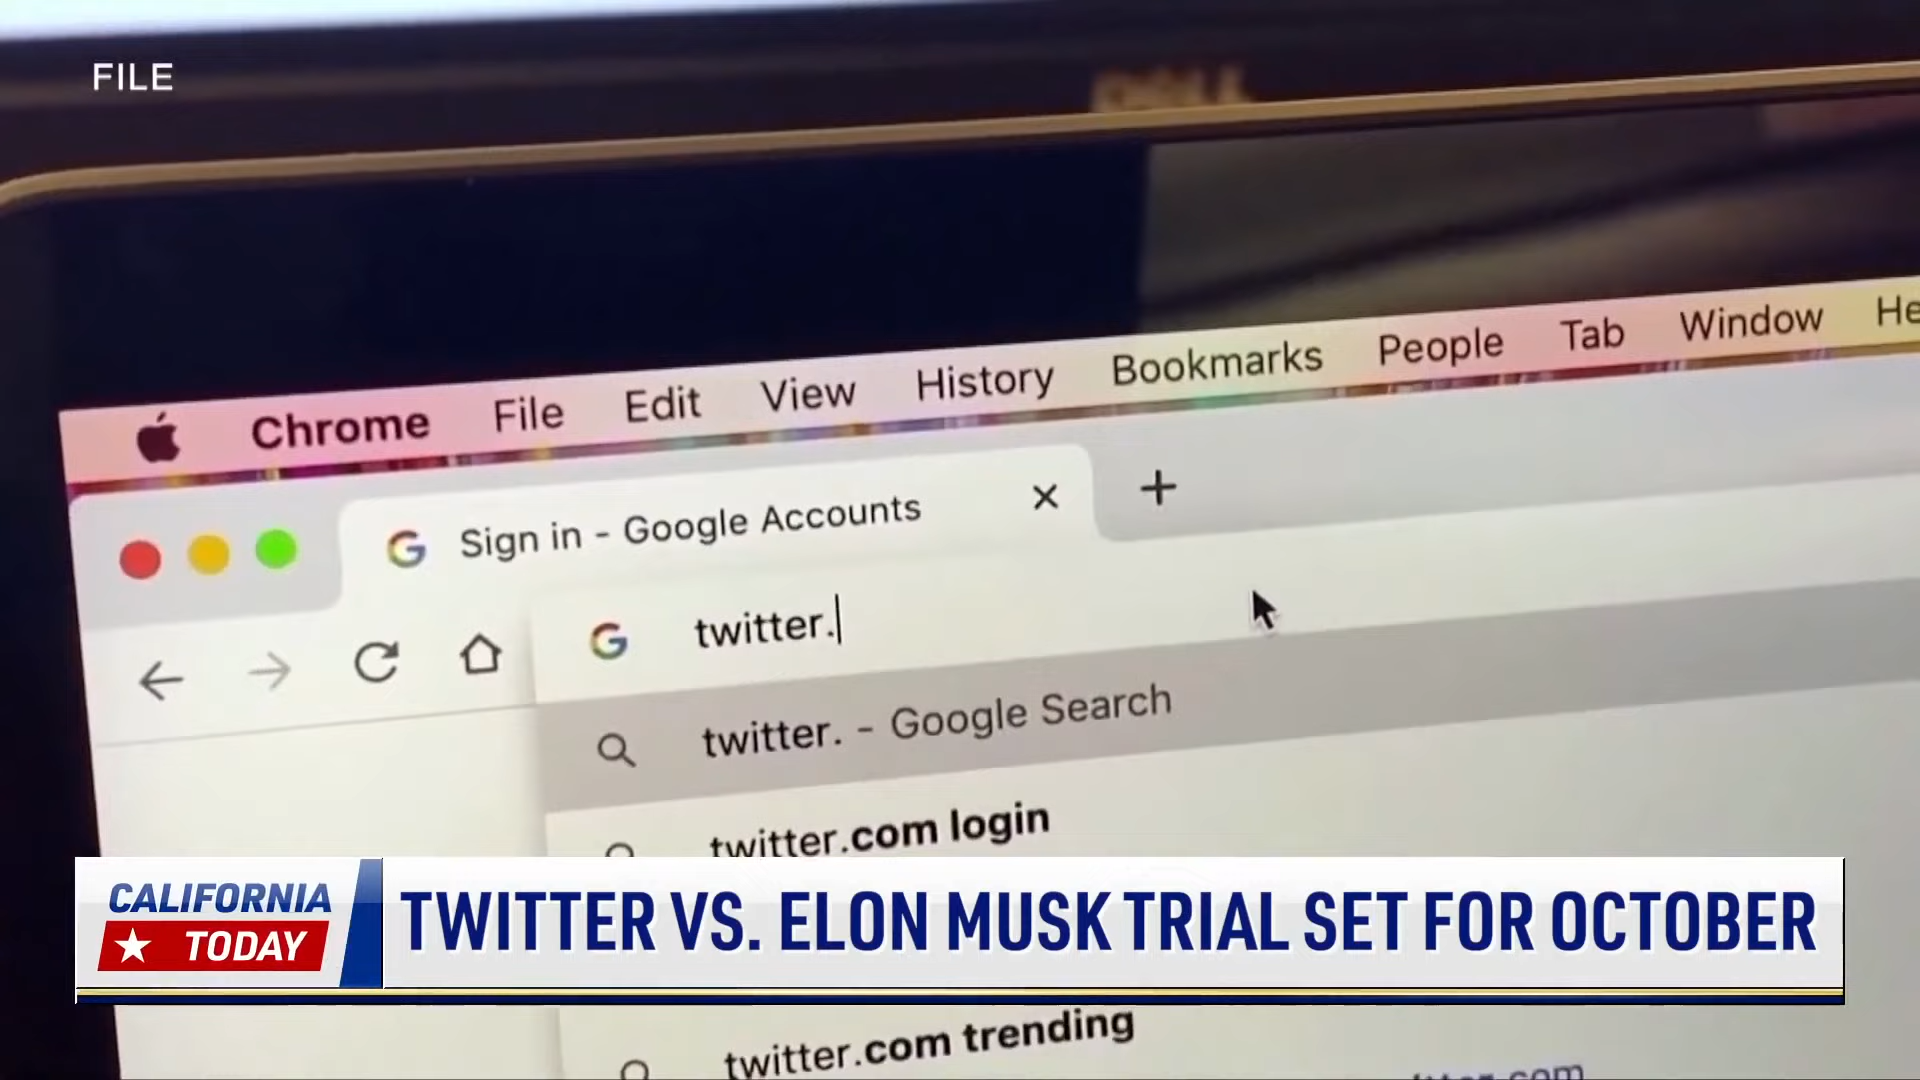 FILE
DELL
Chrome File Edit View History Bookmarks People Tab Window He
Sign in - Google Accounts
twitter.
twitter. - Google Search
twitter.com login
CALIFORNIA
TODAY
TWITTER VS. ELON MUSK TRIAL SET FOR OCTOBER
twitter.com trending